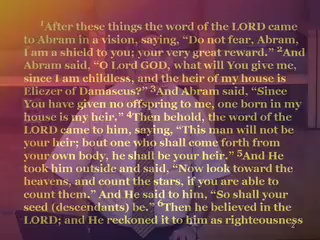 1After these things the word of the LORD came
to Abram in a vision, saying, “Do not fear, Abram,
I am a shield to you; your very great reward.” 2And
Abram said, “O Lord GOD, what will You give me,
since I am childless, and the heir of my house is
Eliezer of Damascus?” 3And Abram said, “Since
You have given no offspring to me, one born in my
house is my heir.” 4Then behold, the word of the
LORD came to him, saying, “This man will not be
your heir; but one who shall come forth from
your own body, he shall be your heir.” 5And He
took him outside and said, “Now look toward the
heavens, and count the stars, if you are able to
count them.” And He said to him, “So shall your
seed (descendants) be.” 6Then he believed in the
LORD; and He reckoned it to him as righteousness